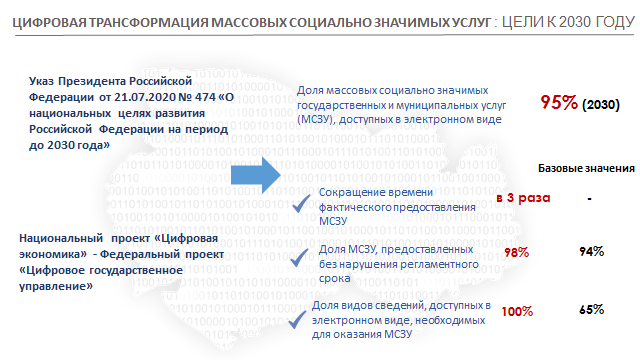 ЦИФРОВАЯ ТРАНСФОРМАЦИЯ МАССОВЫХ СОЦИАЛЬНО ЗНАЧИМЫХ УСЛУГ : ЦЕЛИ К 2030 ГОДУ
Указ Президента Российской
Федерации от 21.07.2020 № 474 «О
национальных целях развития
Российской Федерации на период
до 2030 года»
Доля массовых социально значимых
государственных и муниципальных услуг
(МСЗУ), доступных в электронном виде
95% (2030)
Базовые значения
Сокращение времени
фактического предоставления
МСЗУ
в 3 раза
-
Национальный проект «Цифровая
экономика» - Федеральный проект
«Цифровое государственное
управление»
Доля МСЗУ, предоставленных
без нарушения регламентного
срока
98%
94%
Доля видов сведений, доступных в
электронном виде, необходимых
для оказания МСЗУ
100%
65%